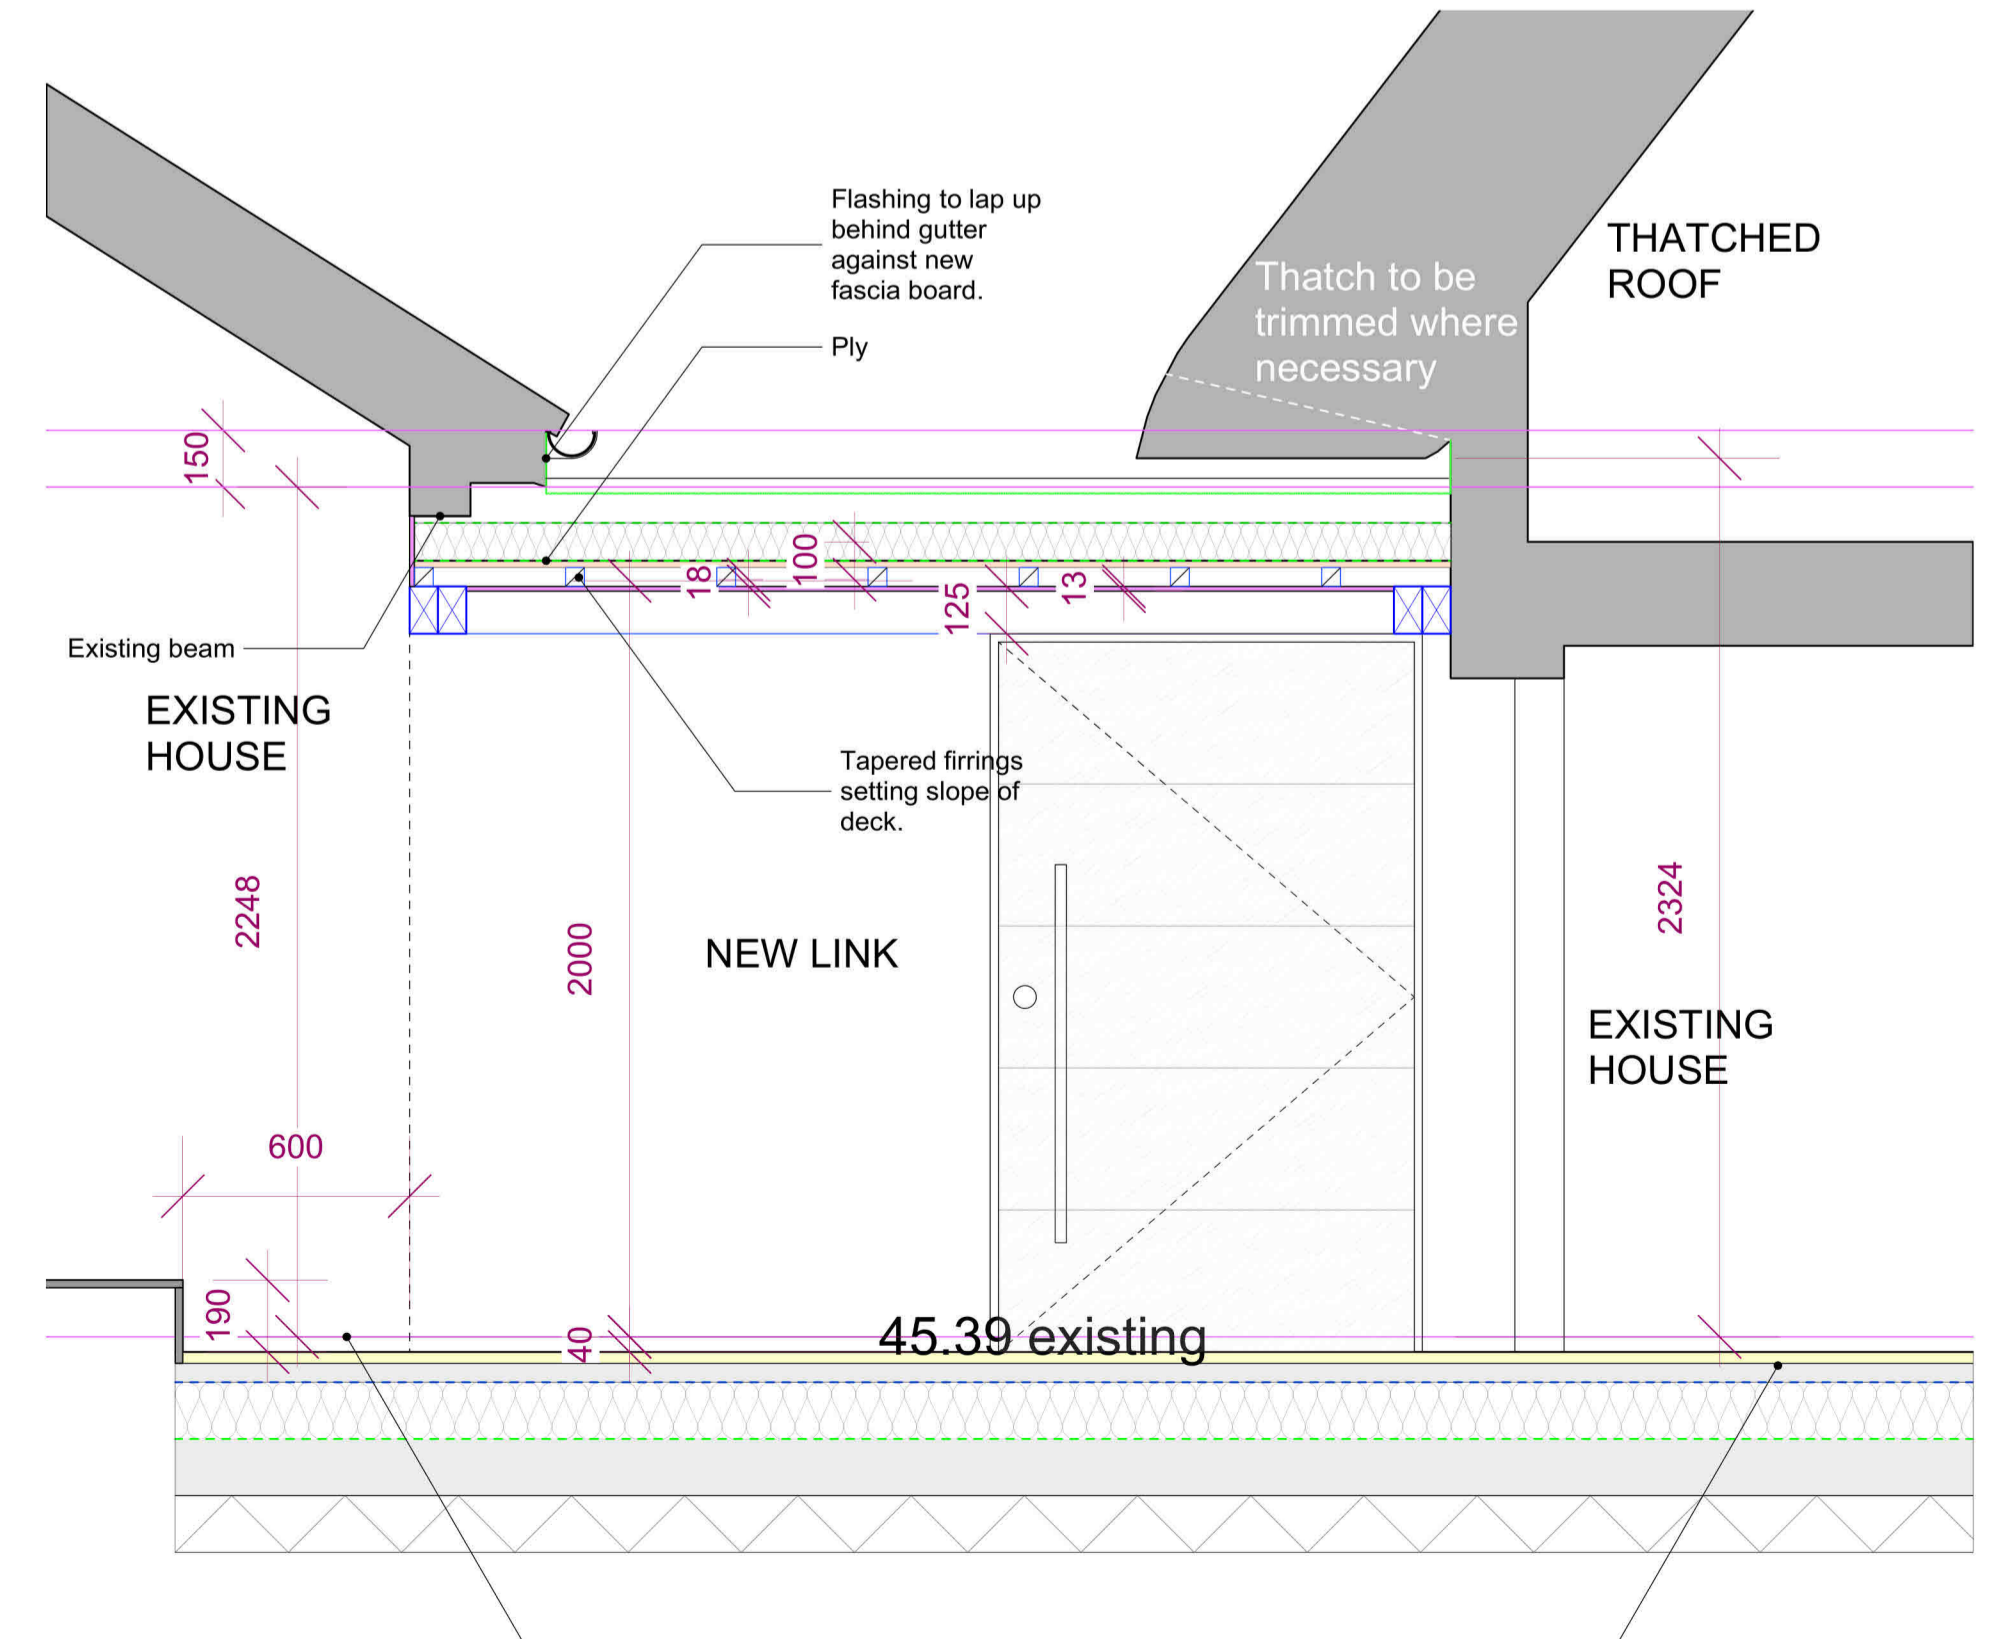 Flashing to lap up
behind gutter
against new
fascia board.
Ply
THATCHED
ROOF
Thatch to be
trimmed where
necessary
150
100
18
125
13
Existing beam
EXISTING
HOUSE
Tapered firrings
setting slope of
deck.
2248
2000
NEW LINK
2324
EXISTING
HOUSE
600
190
40
45.39 existing